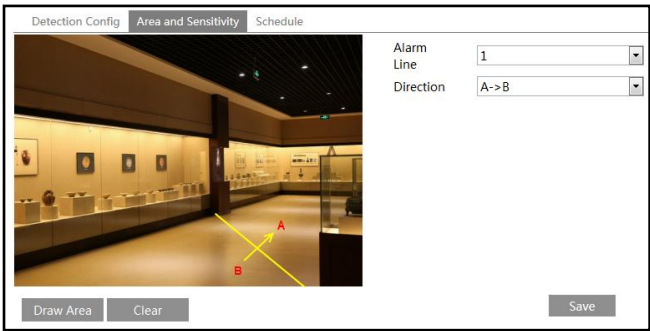 Detection Config Area and Sensitivity Schedule
Alarm
Line
1
Direction
A->B
A
B
Draw Area Clear
Save